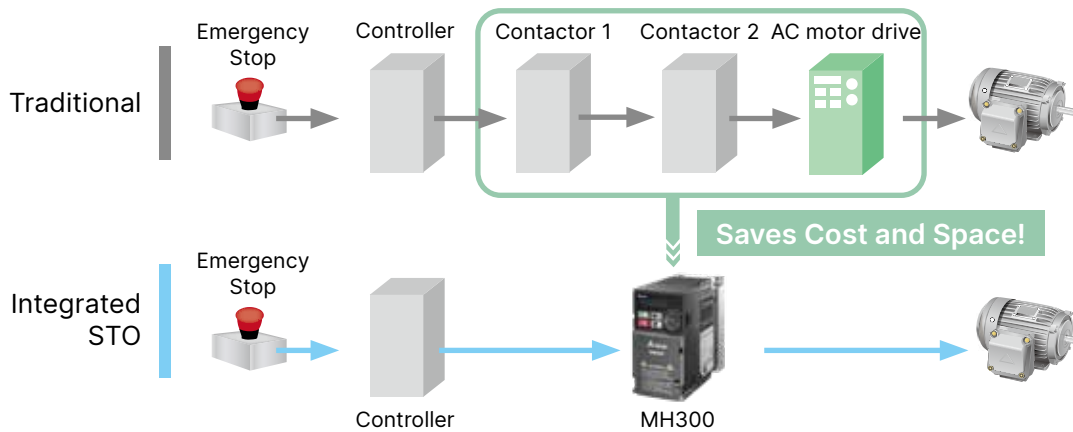 Emergency
Stop
Controller
Contactor 1
Contactor 2
AC motor drive
Traditional
Saves Cost and Space!
Emergency
Stop
Integrated
STO
Controller
MH300